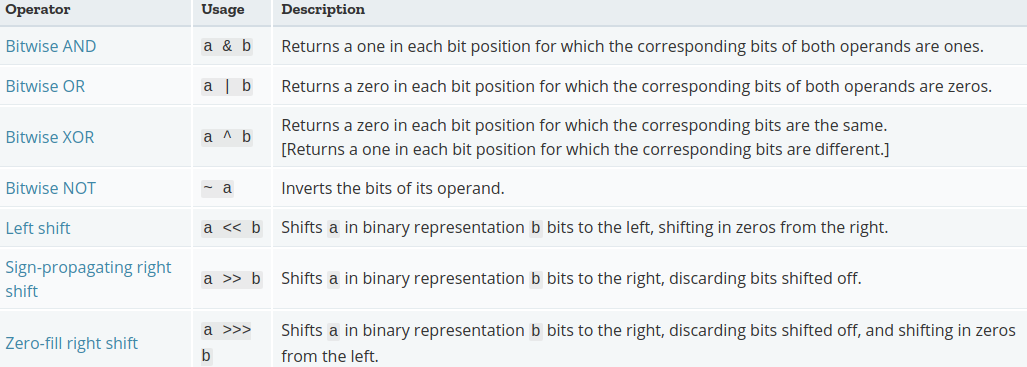 Operator Usage Description
Bitwise AND a & b Returns a one in each bit position for which the corresponding bits of both operands are ones.
Bitwise OR a | b Returns a zero in each bit position for which the corresponding bits of both operands are zeros.
Bitwise XOR a ^ b Returns a zero in each bit position for which the corresponding bits are the same.
[Returns a one in each bit position for which the corresponding bits are different.]
Bitwise NOT ~ a Inverts the bits of its operand.
Left shift a << b Shifts a in binary representation b bits to the left, shifting in zeros from the right.
Sign-propagating right
shift a >> b Shifts a in binary representation b bits to the right, discarding bits shifted off.
Zero-fill right shift a >>>
b Shifts a in binary representation b bits to the right, discarding bits shifted off, and shifting in zeros
from the left.